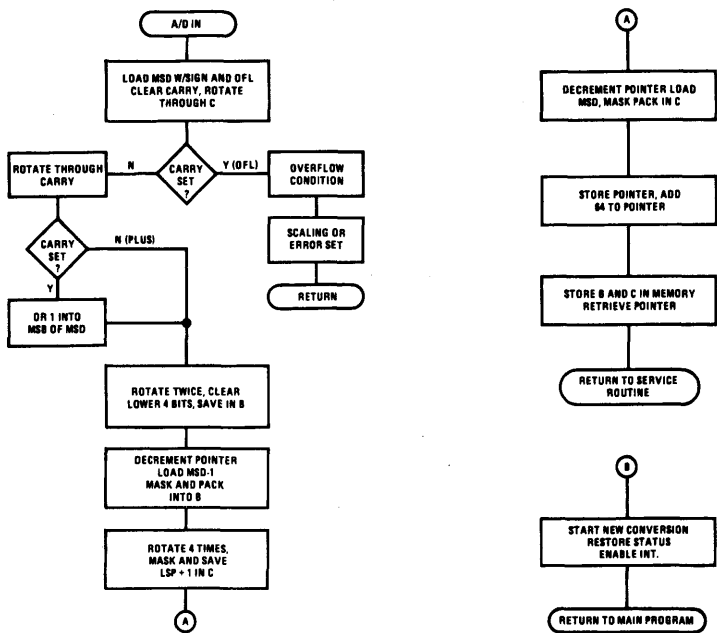 A/D IN
LOAD MSD W/SIGN AND OFL
CLEAR CARRY, ROTATE
THROUGH C
ROTATE THROUGH
CARRY
N
CARRY
SET
?
Y (OFL)
OVERFLOW
CONDITION
SCALING OR
ERROR SET
RETURN
CARRY
SET
?
N (PLUS)
Y
OR 1 INTO
MSB OF MSD
ROTATE TWICE, CLEAR
LOWER 4 BITS, SAVE IN B
DECREMENT POINTER
LOAD MSD-1
MASK AND PACK
INTO B
ROTATE 4 TIMES,
MASK AND SAVE
LSP + 1 IN C
A
A
DECREMENT POINTER LOAD
MSD, MASK PACK IN C
STORE POINTER, ADD
64 TO POINTER
STORE B AND C IN MEMORY
RETRIEVE POINTER
RETURN TO SERVICE
ROUTINE
B
START NEW CONVERSION
RESTORE STATUS
ENABLE INT.
RETURN TO MAIN PROGRAM